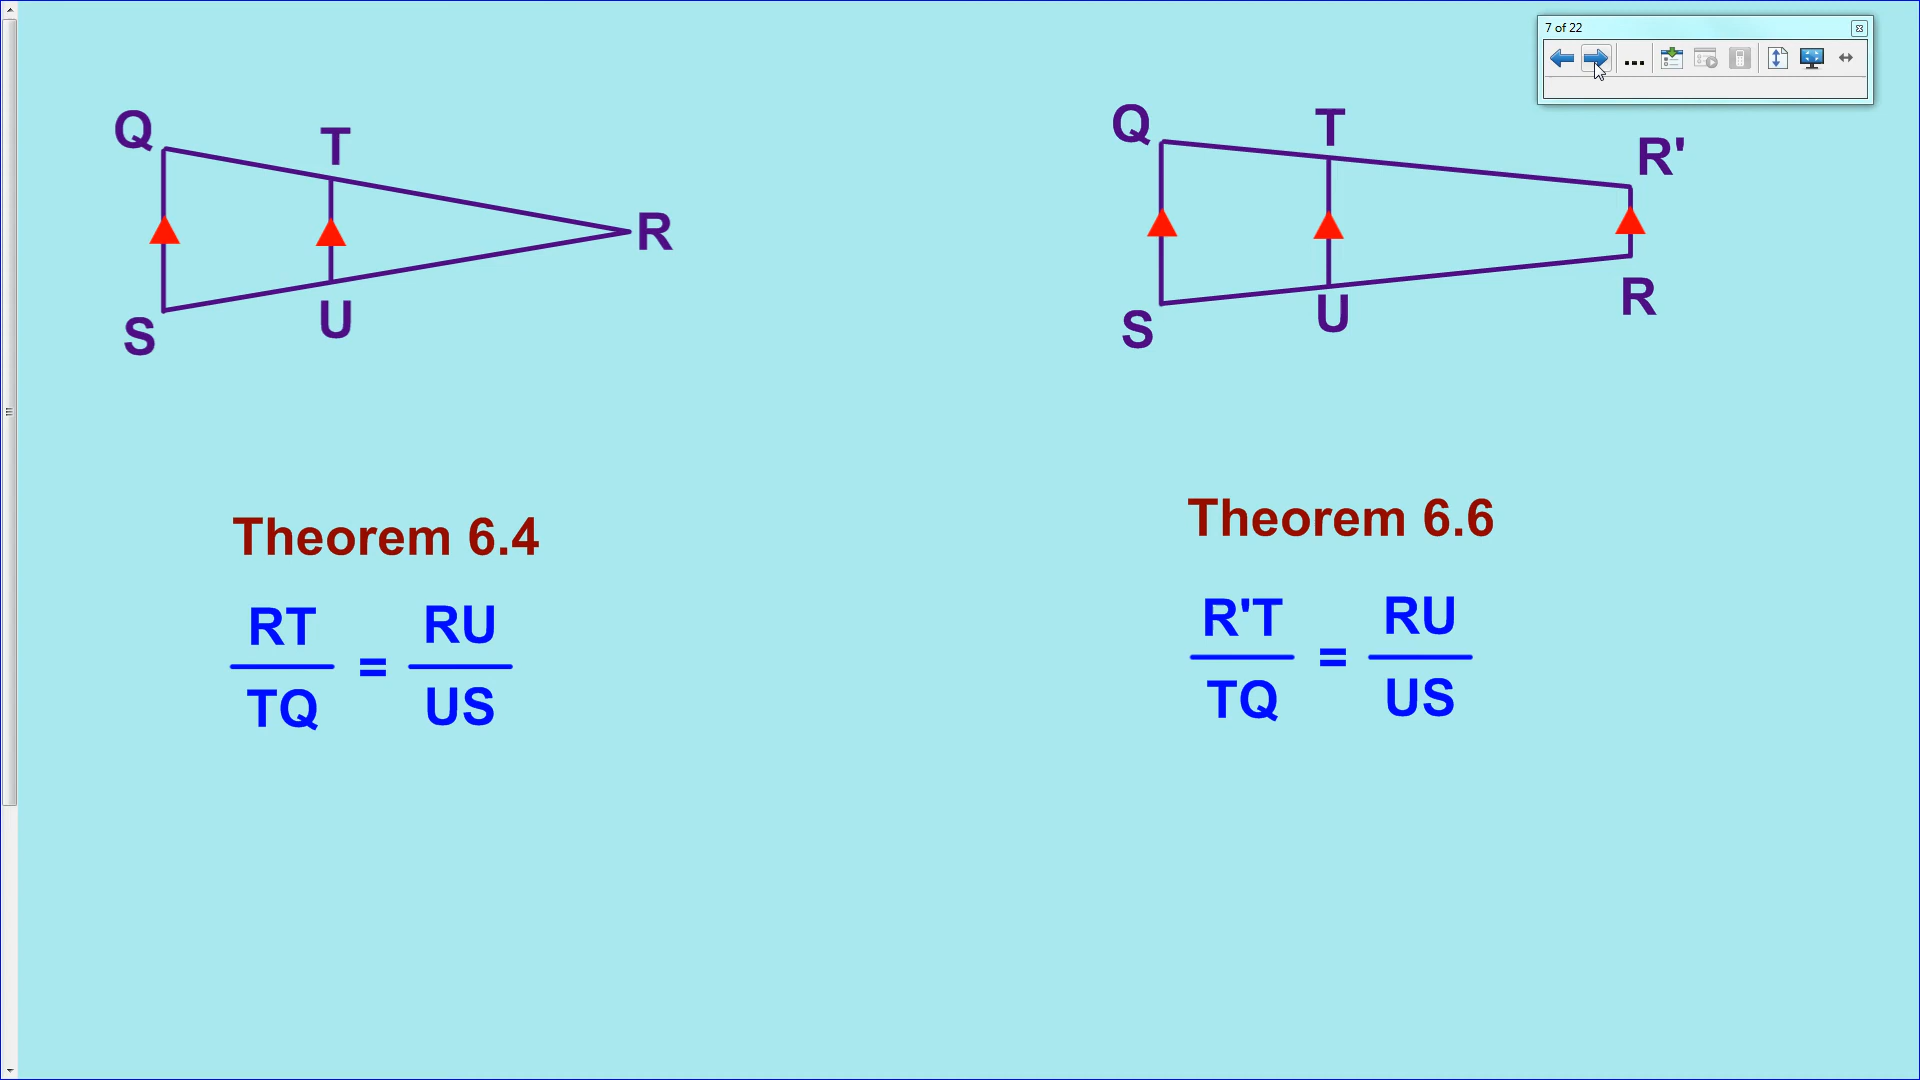 7 of 22
Q
T
R
S
U
Q
T
R'
S
U
R
Theorem 6.4
RT
TQ
=
RU
US
Theorem 6.6
R'T
TQ
=
RU
US